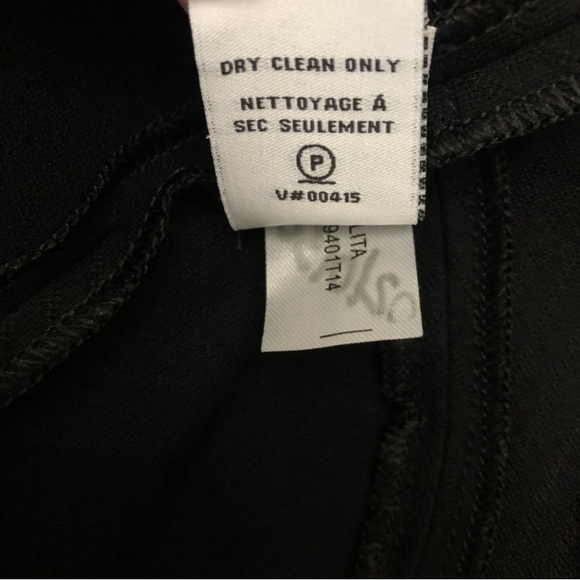 DRY CLEAN ONLY
NETTOYAGE Á
SEC SEULEMENT
P
V#00415
LITA
9401T14